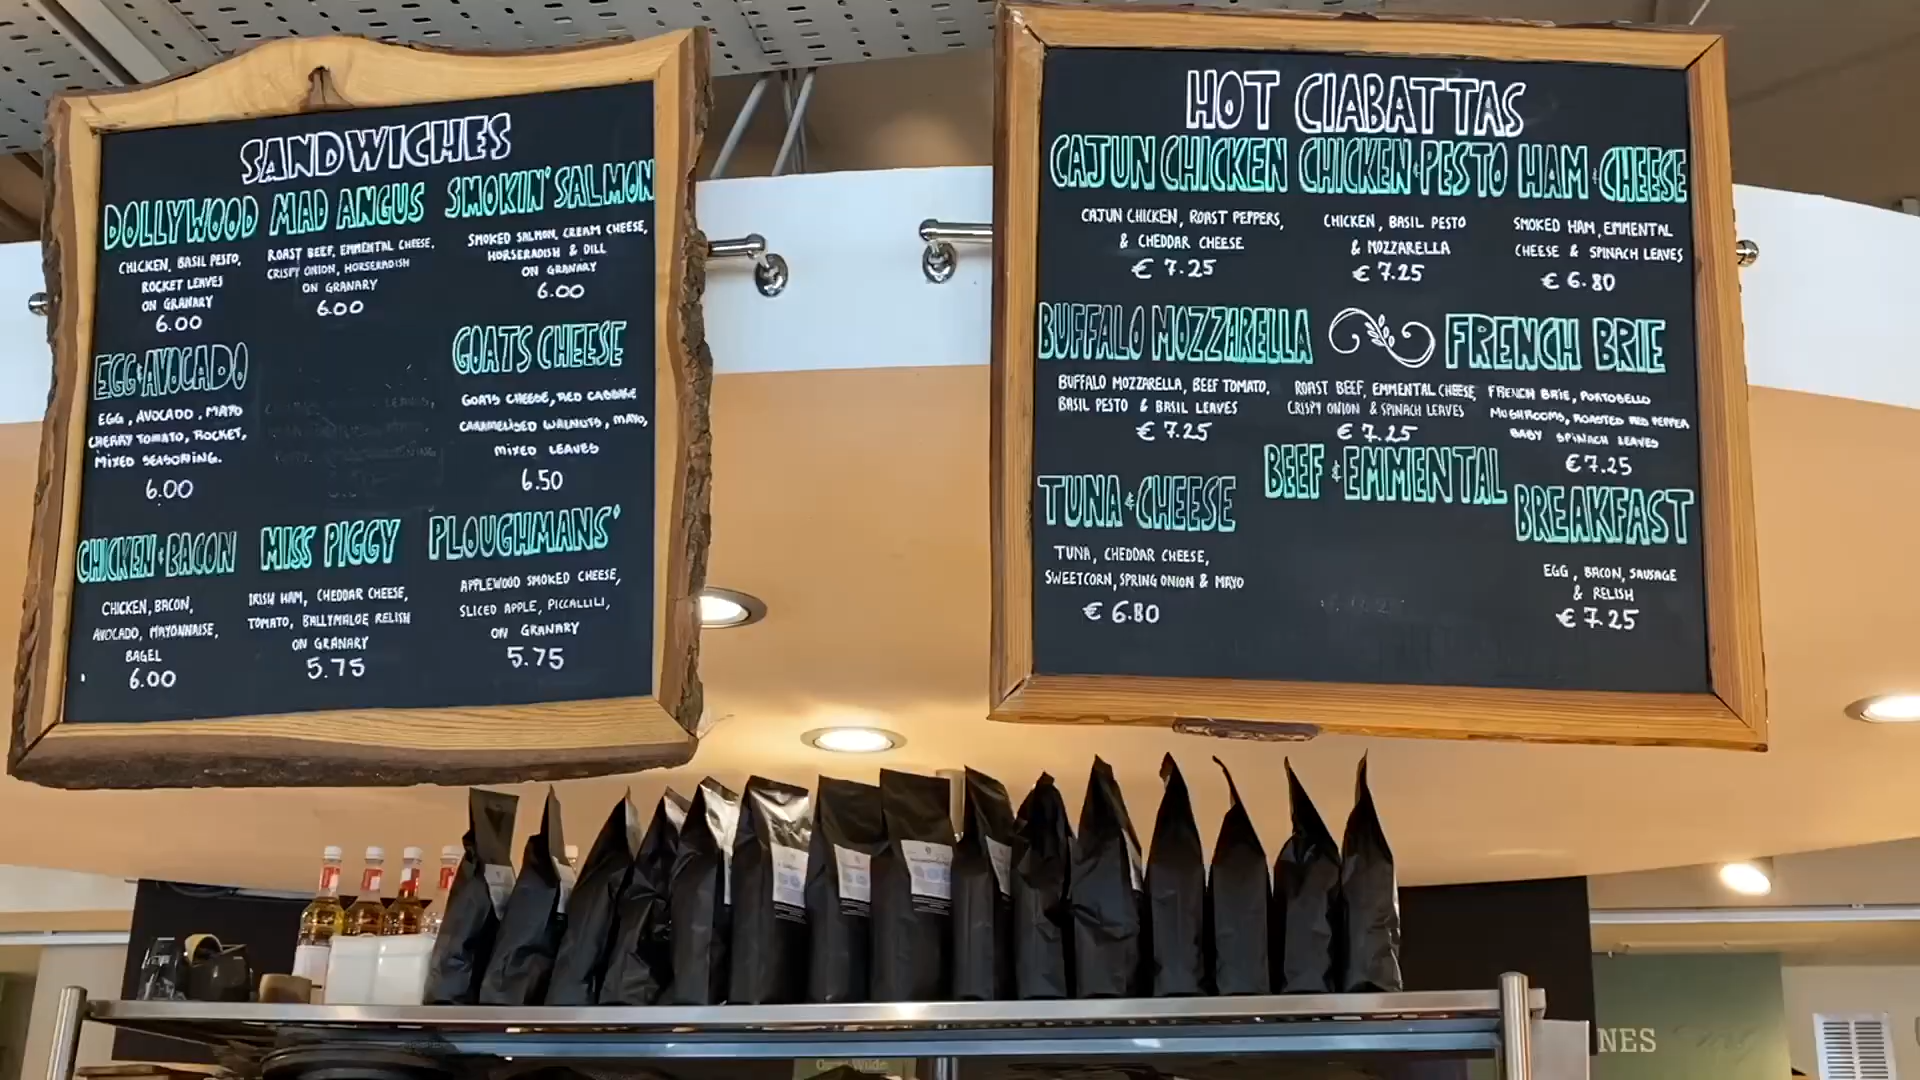 SANDWICHES
DOLLYWOOD
CHICKEN, BASIL PESTO,
ROCKET LEAVES
ON GRANARY
6.00
MAD ANGUS
ROAST BEEF, EMMENTAL CHEESE,
CRISPY ONION, HORSERADISH
ON GRANARY
6.00
SMOKIN' SALMON
SMOKED SALMON, CREAM CHEESE,
HORSERADISH & DILL
ON GRANARY
6.00
EGG & AVOCADO
EGG, AVOCADO, MAYO
CHERRY TOMATO, ROCKET,
MIXED SEASONING.
6.00
GOATS CHEESE
GOATS CHEESE, RED CABBAGE
CARAMELISED WALNUTS, MAYO,
MIXED LEAVES
6.50
CHICKEN & BACON
CHICKEN, BACON,
AVOCADO, MAYONNAISE,
BAGEL
6.00
MISS PIGGY
IRISH HAM, CHEDDAR CHEESE,
TOMATO, BALLYMALOE RELISH
ON GRANARY
5.75
PLOUGHMANS'
APPLEWOOD SMOKED CHEESE,
SLICED APPLE, PICCALLILI,
ON GRANARY
5.75
HOT CIABATTAS
CAJUN CHICKEN
CAJUN CHICKEN, ROAST PEPPERS,
& CHEDDAR CHEESE
€ 7.25
CHICKEN & PESTO
CHICKEN, BASIL PESTO
& MOZZARELLA
€ 7.25
HAM & CHEESE
SMOKED HAM, EMMENTAL
CHEESE & SPINACH LEAVES
€ 6.80
BUFFALO MOZZARELLA
BUFFALO MOZZARELLA, BEEF TOMATO,
BASIL PESTO & BASIL LEAVES
€ 7.25
ROAST BEEF, EMMENTAL CHEESE,
CRISPY ONION & SPINACH LEAVES
€ 7.25
BEEF & EMMENTAL
FRENCH BRIE
FRENCH BRIE, PORTOBELLO
MUSHROOMS, ROASTED RED PEPPER
BABY SPINACH LEAVES
€7.25
TUNA & CHEESE
TUNA, CHEDDAR CHEESE,
SWEETCORN, SPRING ONION & MAYO
€ 6.80
BREAKFAST
EGG, BACON, SAUSAGE
& RELISH
€ 7.25
NES